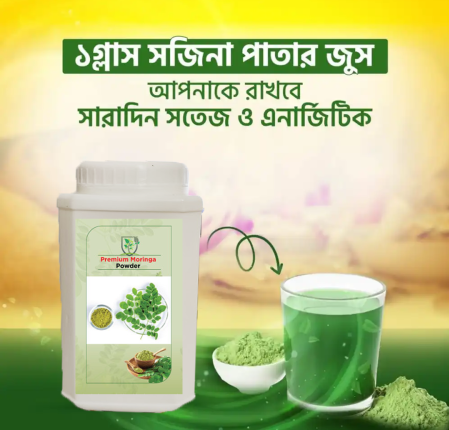 ১গ্লাস সজিনা পাতার জুস
আপনাকে রাখবে
সারাদিন সতেজ ও এনার্জিটিক
Premium Moringa
Powder